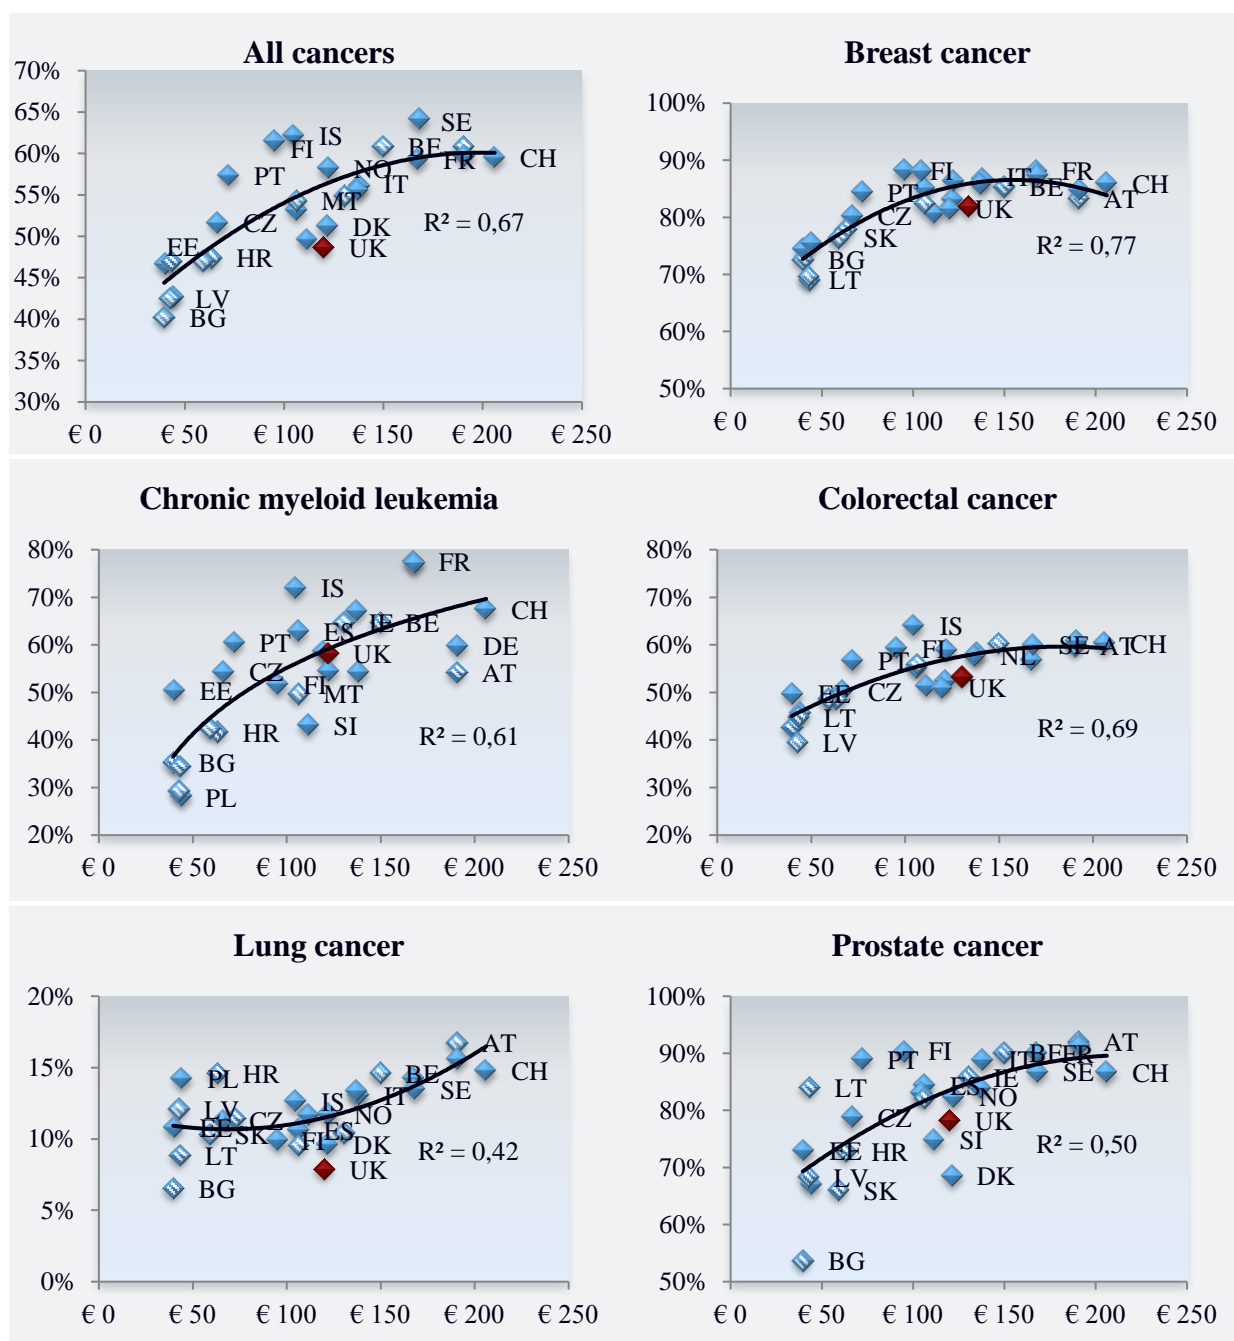 All cancers
70%
65%
60%
55%
50%
45%
40%
35%
30%
SE
IS
FI
BE
NO
FR
CH
PT
IT
MT
CZ
DK
R² = 0,67
EE
HR
UK
LV
BG
€ 0
€ 50
€ 100
€ 150
€ 200
€ 250
Breast cancer
100%
90%
80%
70%
60%
50%
FI
IT
FR
CH
PT
BE
AT
CZ
UK
SK
R² = 0,77
BG
LT
€ 0
€ 50
€ 100
€ 150
€ 200
€ 250
Chronic myeloid leukemia
80%
70%
60%
50%
40%
30%
20%
FR
IS
CH
IE
BE
ES
PT
DE
UK
CZ
AT
EE
FI
MT
SI
HR
R² = 0,61
BG
PL
€ 0
€ 50
€ 100
€ 150
€ 200
€ 250
Colorectal cancer
80%
70%
60%
50%
40%
30%
20%
IS
FI
SE
AT
CH
PT
NL
EE
CZ
UK
LT
R² = 0,69
LV
€ 0
€ 50
€ 100
€ 150
€ 200
€ 250
Lung cancer
20%
15%
10%
5%
0%
AT
PL
HR
BE
CH
SE
LV
IS
IT
CZ
NO
EE
SK
ES
FI
DK
LT
UK
R² = 0,42
BG
€ 0
€ 50
€ 100
€ 150
€ 200
€ 250
Prostate cancer
100%
90%
80%
70%
60%
50%
AT
FI
PT
IT
BE
FR
SE
CH
LT
ES
IE
NO
CZ
UK
SI
R² = 0,50
EE
HR
LV
SK
DK
BG
€ 0
€ 50
€ 100
€ 150
€ 200
€ 250